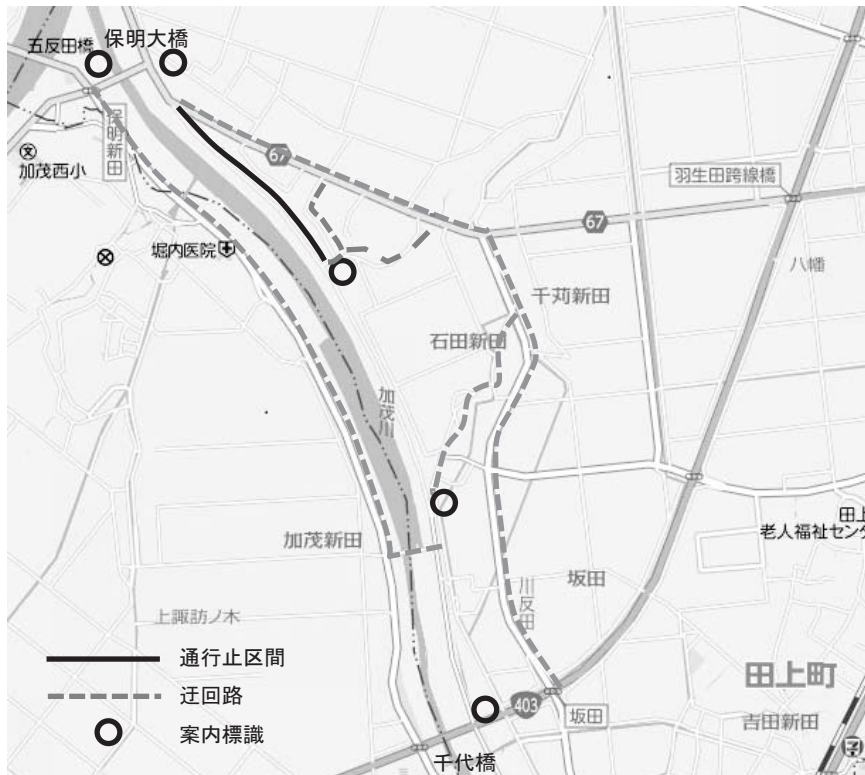 五反田橋
保明大橋
保明新田
加茂西小
67
羽生田跨線橋
67
堀内医院
八幡
千苅新田
石田新田
加茂川
加茂新田
田上
老人福祉セン
坂田
川反田
上諏訪ノ木
通行止区間
迂回路
案内標識
403
坂田
田上町
吉田新田
千代橋